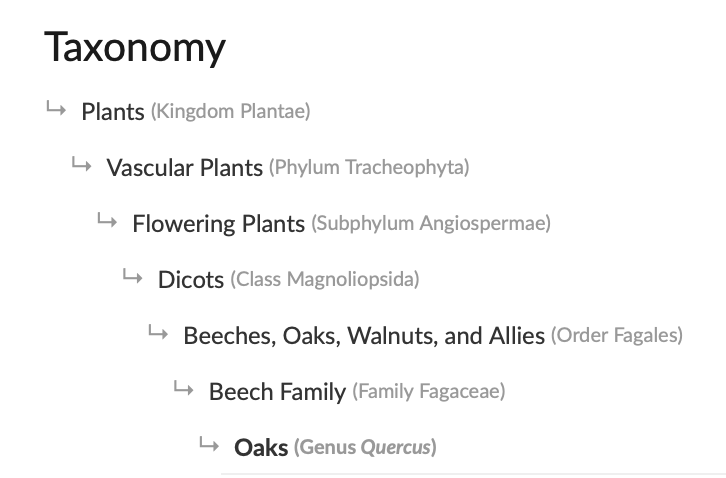 Taxonomy
Plants (Kingdom Plantae)
Vascular Plants (Phylum Tracheophyta)
Flowering Plants (Subphylum Angiospermae)
Dicots (Class Magnoliopsida)
Beeches, Oaks, Walnuts, and Allies (Order Fagales)
Beech Family (Family Fagaceae)
Oaks (Genus Quercus)